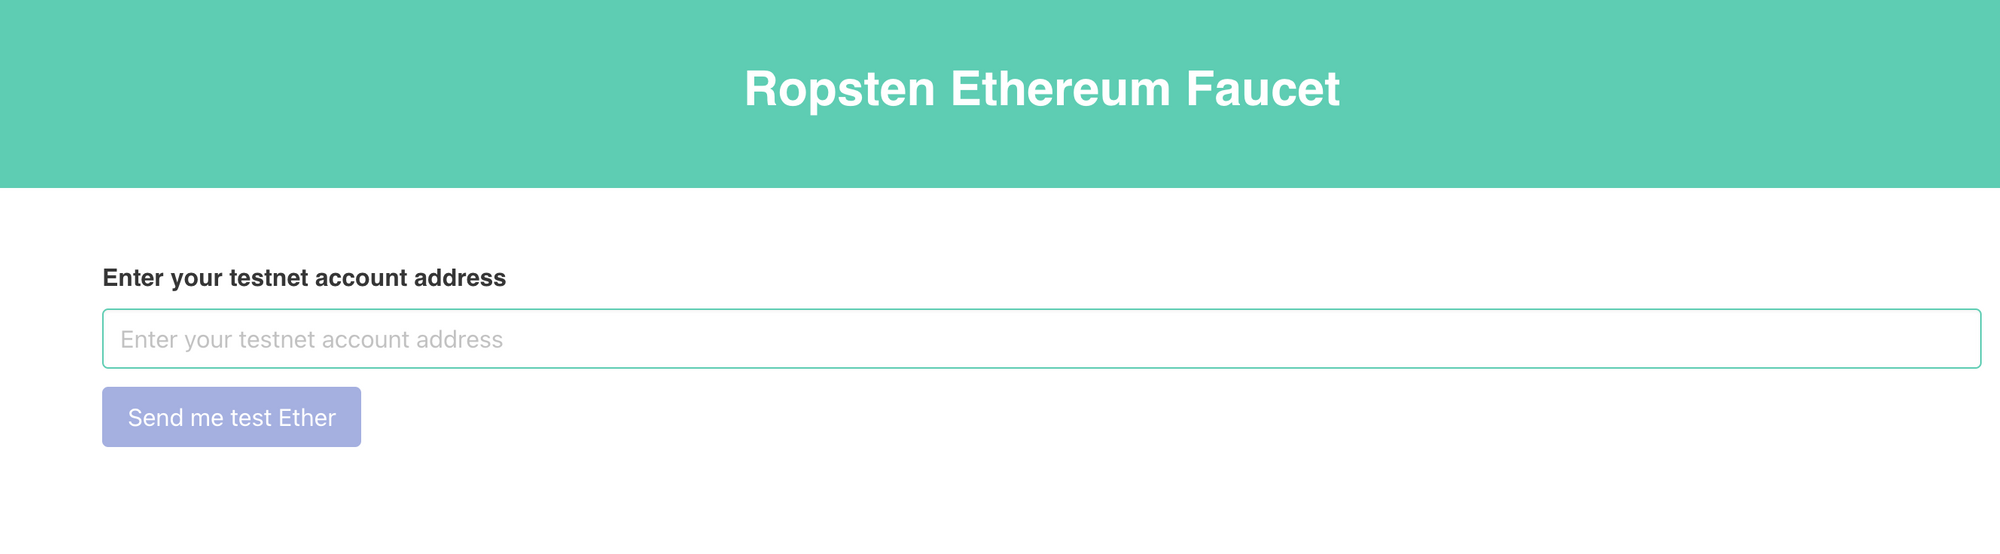 Ropsten Ethereum Faucet
Enter your testnet account address
Enter your testnet account address
Send me test Ether